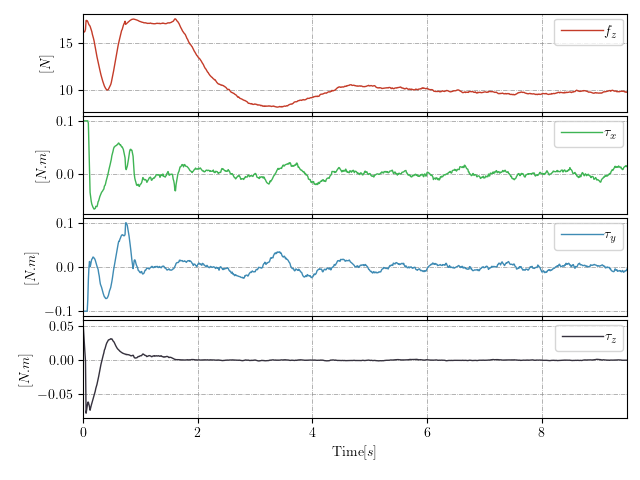 15
10
[N]
f_z
0.1
0.0
[N.m]
τ_x
0.1
0.0
−0.1
[N.m]
τ_y
0.05
0.00
−0.05
[N.m]
τ_z
0 2 4 6 8
Time[s]